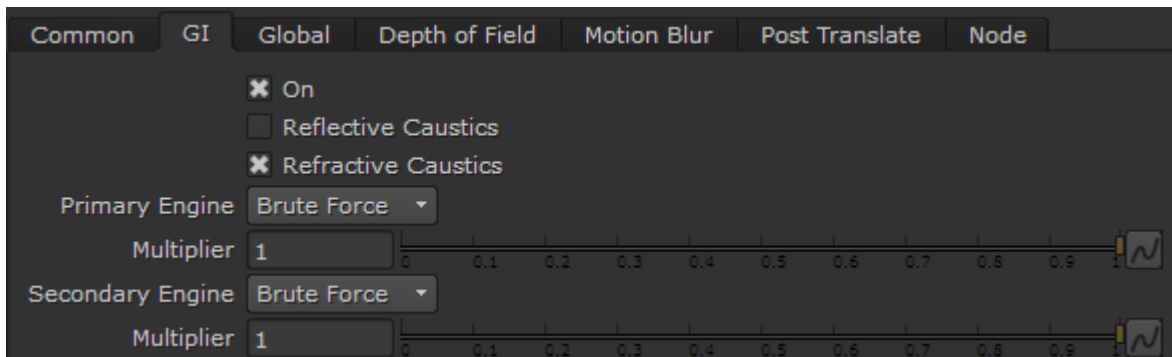 Common GI Global Depth of Field Motion Blur Post Translate Node
On
Reflective Caustics
Refractive Caustics
Primary Engine Brute Force
Multiplier 1
0 0.1 0.2 0.3 0.4 0.5 0.6 0.7 0.8 0.9 1
Secondary Engine Brute Force
Multiplier 1
0 0.1 0.2 0.3 0.4 0.5 0.6 0.7 0.8 0.9 1